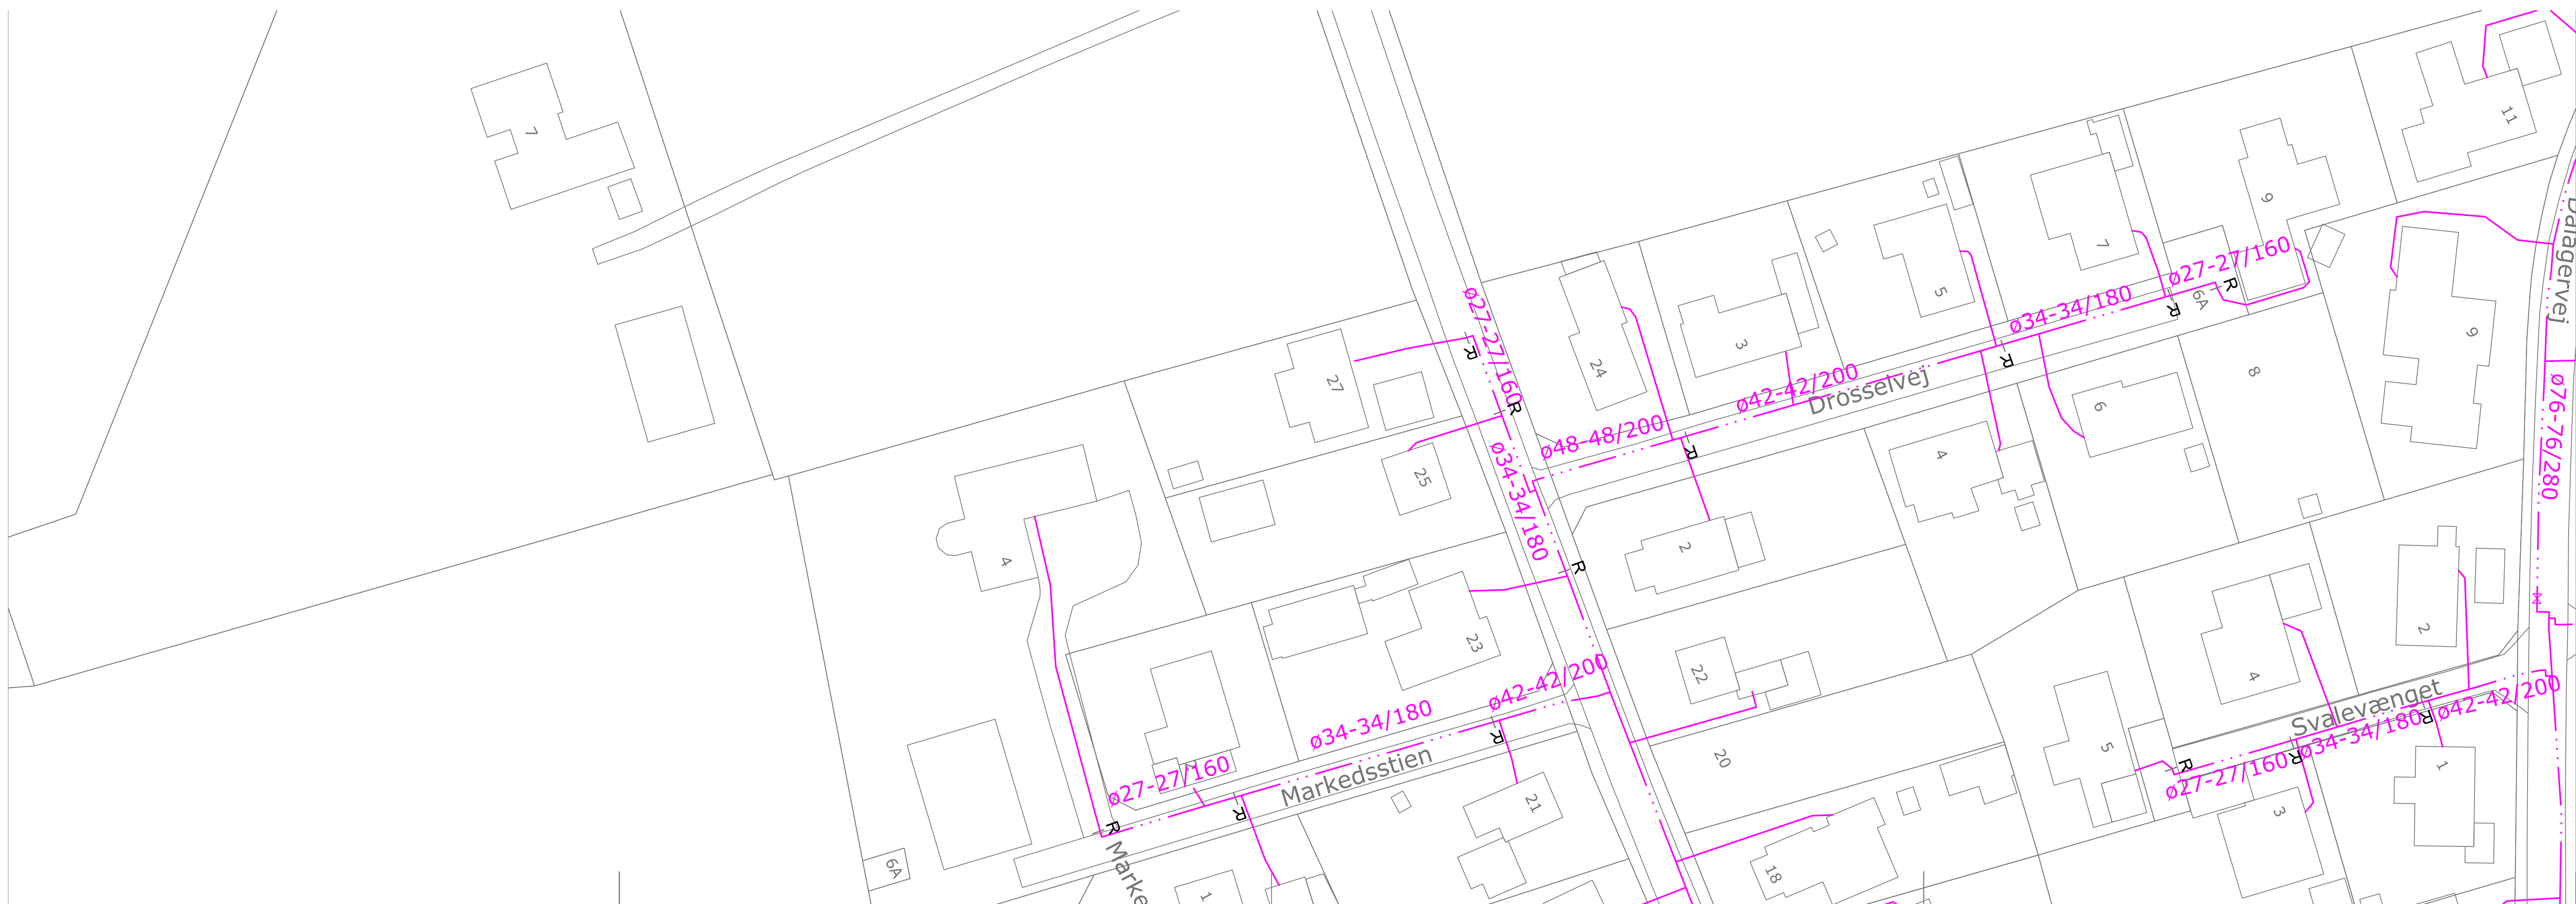 7
11
9
7
5
3
24
27
25
ø27-27/160
6A
8
9
ø34-34/180
Dalagervej
ø76-76/280
ø42-42/200
Drosselvej
ø48-48/200
ø27-27/160
ø34-34/180
R
R
R
R
R
R
R
6
4
2
4
23
22
20
18
21
2
4
5
1
3
ø42-42/200
ø34-34/180
Markedsstien
ø27-27/160
R
R
R
Marke
6A
1
Svalevænget
ø42-42/200
ø34-34/180
ø27-27/160
R
R
R